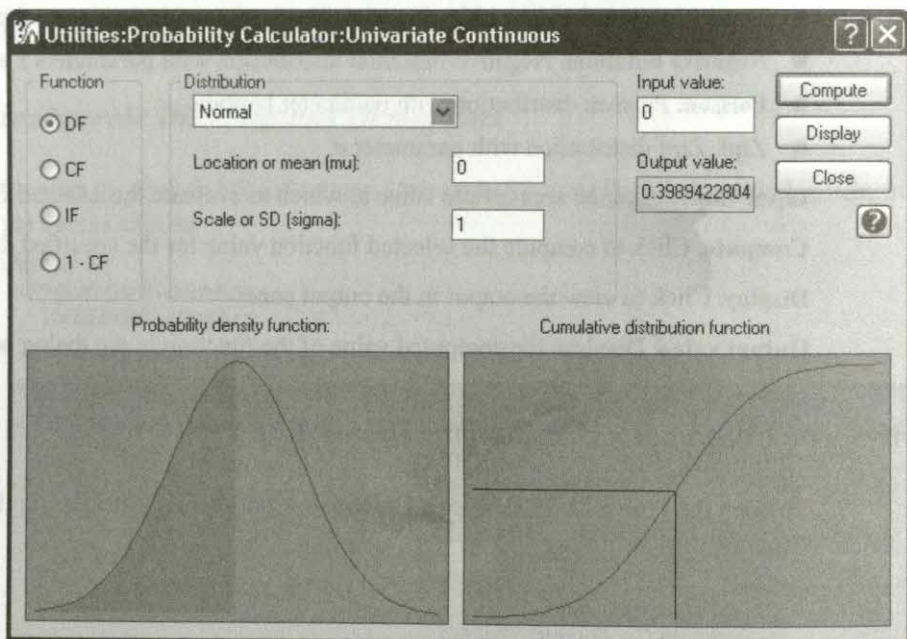 Utilities:Probability Calculator:Univariate Continuous
Function
DF
CF
IF
1 - CF
Distribution
Normal
Location or mean (mu):
0
Scale or SD (sigma):
1
Input value:
0
Output value:
0.3989422804
Compute
Display
Close
Probability density function:
Cumulative distribution function